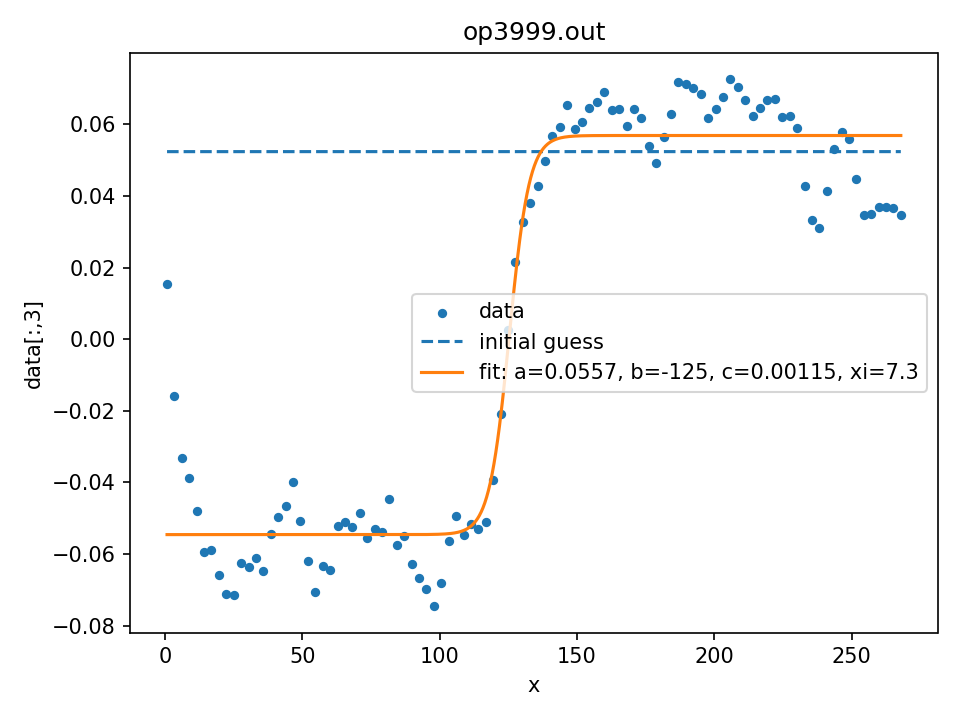 op3999.out
data[:,3]
0.06
0.04
0.02
0.00
−0.02
−0.04
−0.06
−0.08
data
initial guess
fit: a=0.0557, b=-125, c=0.00115, xi=7.3
0 50 100 150 200 250
x